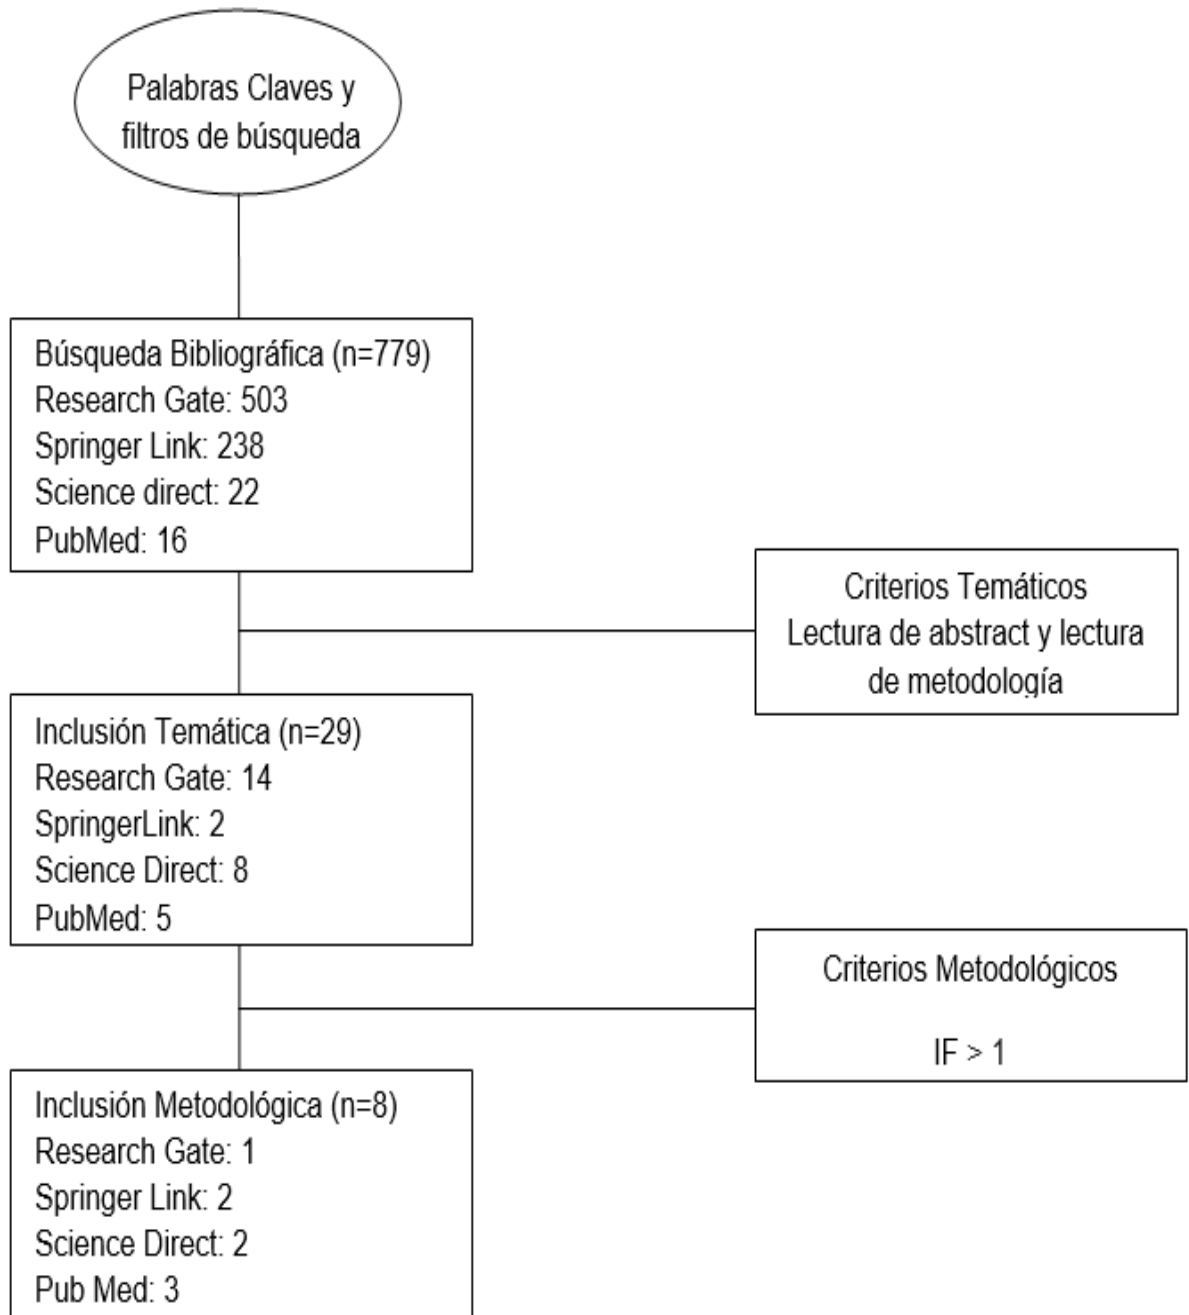 Palabras Claves y
filtros de búsqueda
Búsqueda Bibliográfica (n=779)
Research Gate: 503
Springer Link: 238
Science direct: 22
PubMed: 16
Criterios Temáticos
Lectura de abstract y lectura
de metodología
Inclusión Temática (n=29)
Research Gate: 14
SpringerLink: 2
Science Direct: 8
PubMed: 5
Criterios Metodológicos
IF > 1
Inclusión Metodológica (n=8)
Research Gate: 1
Springer Link: 2
Science Direct: 2
Pub Med: 3